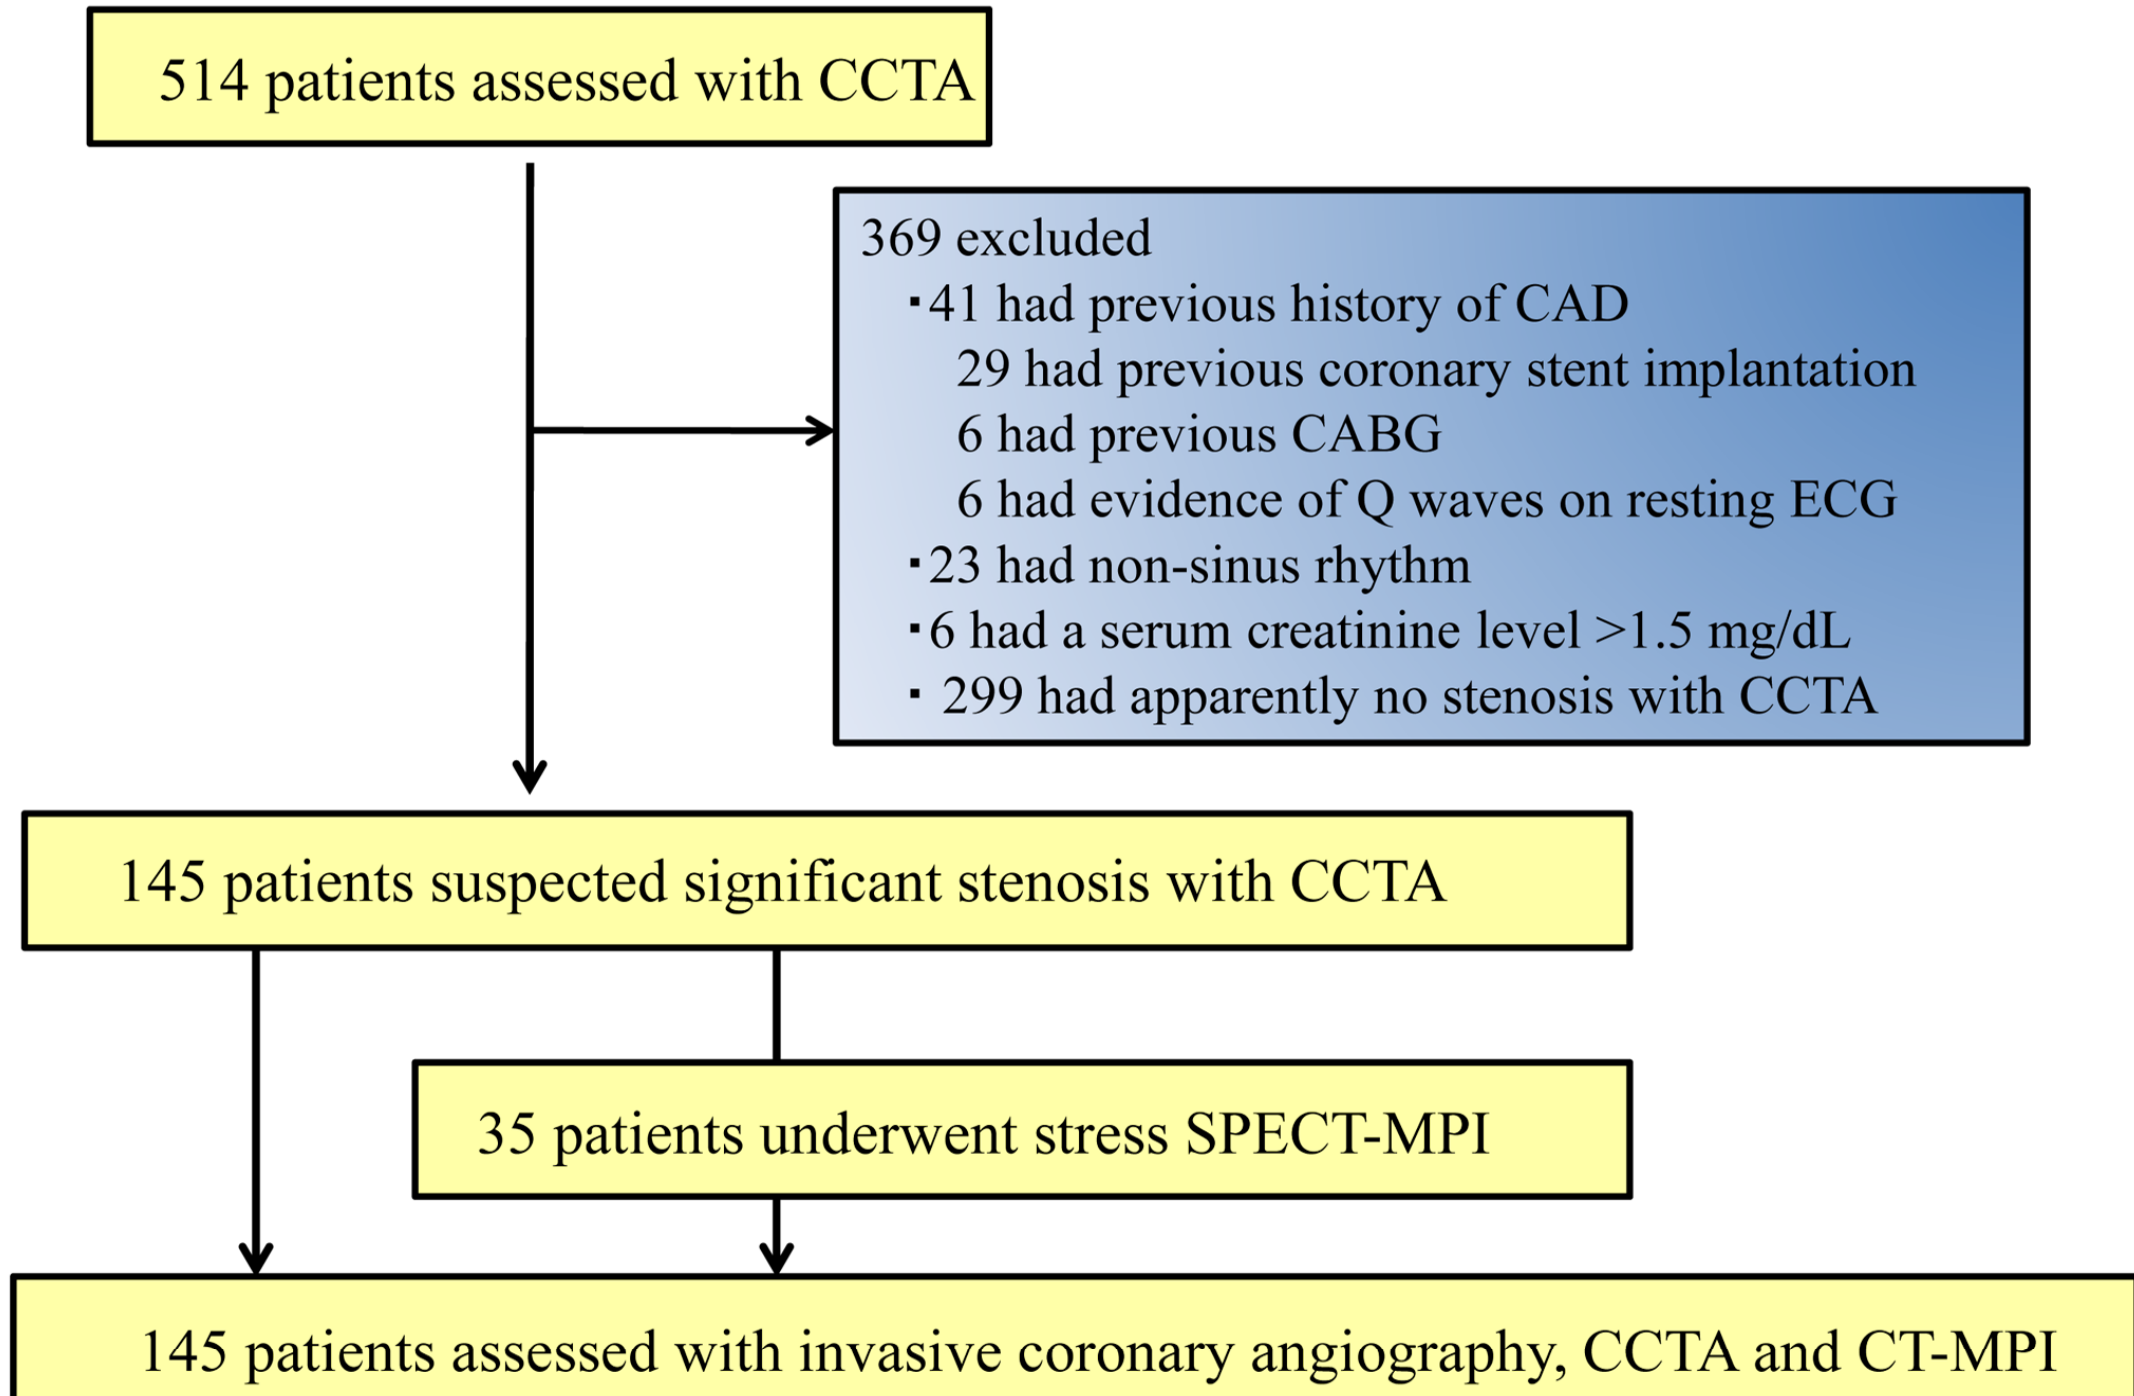 514 patients assessed with CCTA
369 excluded
▪41 had previous history of CAD
29 had previous coronary stent implantation
6 had previous CABG
6 had evidence of Q waves on resting ECG
▪23 had non-sinus rhythm
▪6 had a serum creatinine level >1.5 mg/dL
▪ 299 had apparently no stenosis with CCTA
145 patients suspected significant stenosis with CCTA
35 patients underwent stress SPECT-MPI
145 patients assessed with invasive coronary angiography, CCTA and CT-MPI